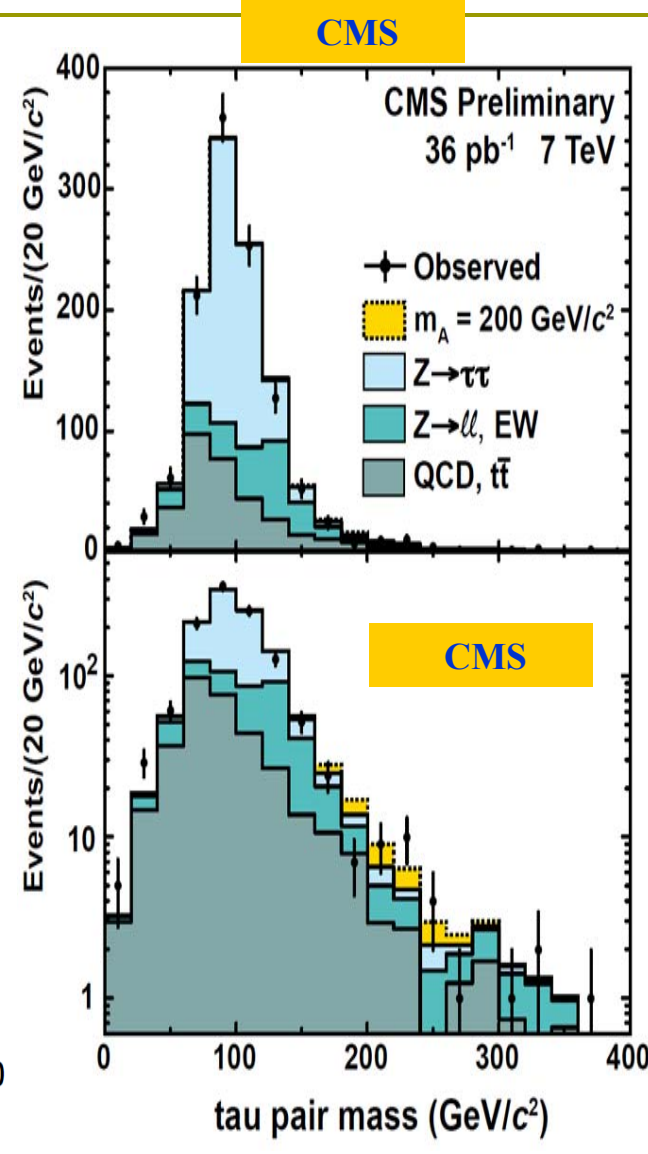 CMS
Events/(20 GeV/c²)
400
300
200
100
0
CMS Preliminary
36 pb⁻¹ 7 TeV
Observed
m_A = 200 GeV/c²
Z→ττ
Z→ℓℓ, EW
QCD, tt̄
CMS
Events/(20 GeV/c²)
10²
10
1
0 100 200 300 400
0
tau pair mass (GeV/c²)